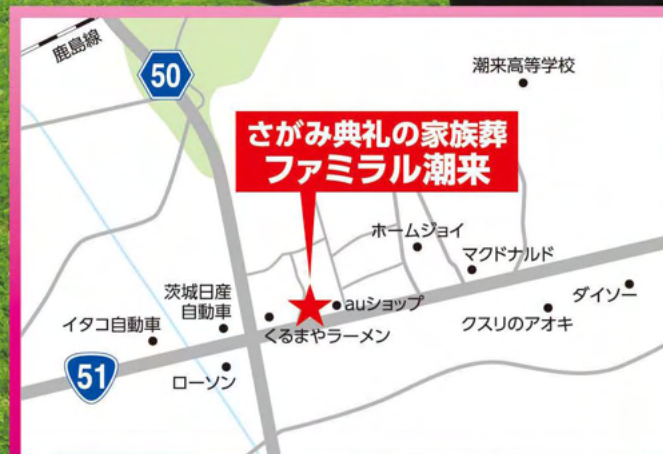 鹿島線
50
潮来高等学校
さがみ典礼の家族葬
ファミラル潮来
ホームジョイ
マクドナルド
茨城日産
自動車
auショップ
ダイソー
イタコ自動車
くるまやラーメン
クスリのアオキ
51
ローソン